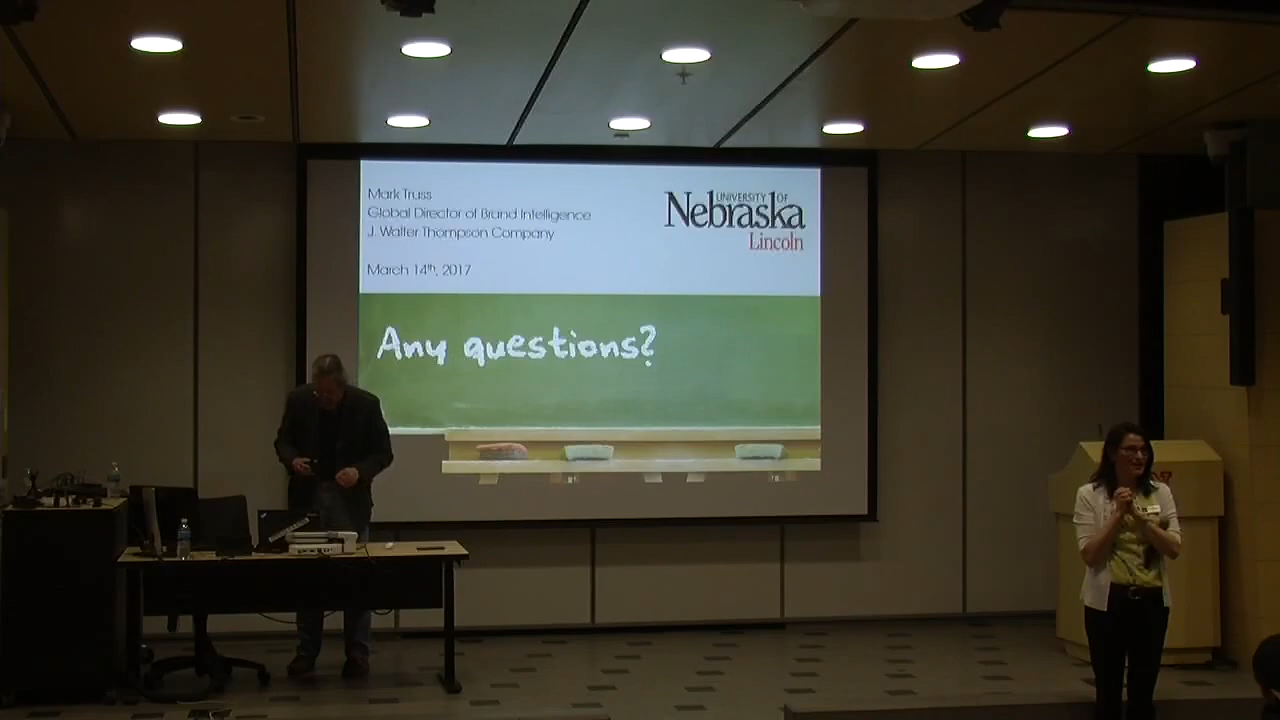 Mark Truss
Global Director of Brand Intelligence
J. Walter Thompson Company
March 14th, 2017
UNIVERSITY OF
Nebraska
Lincoln
Any questions?